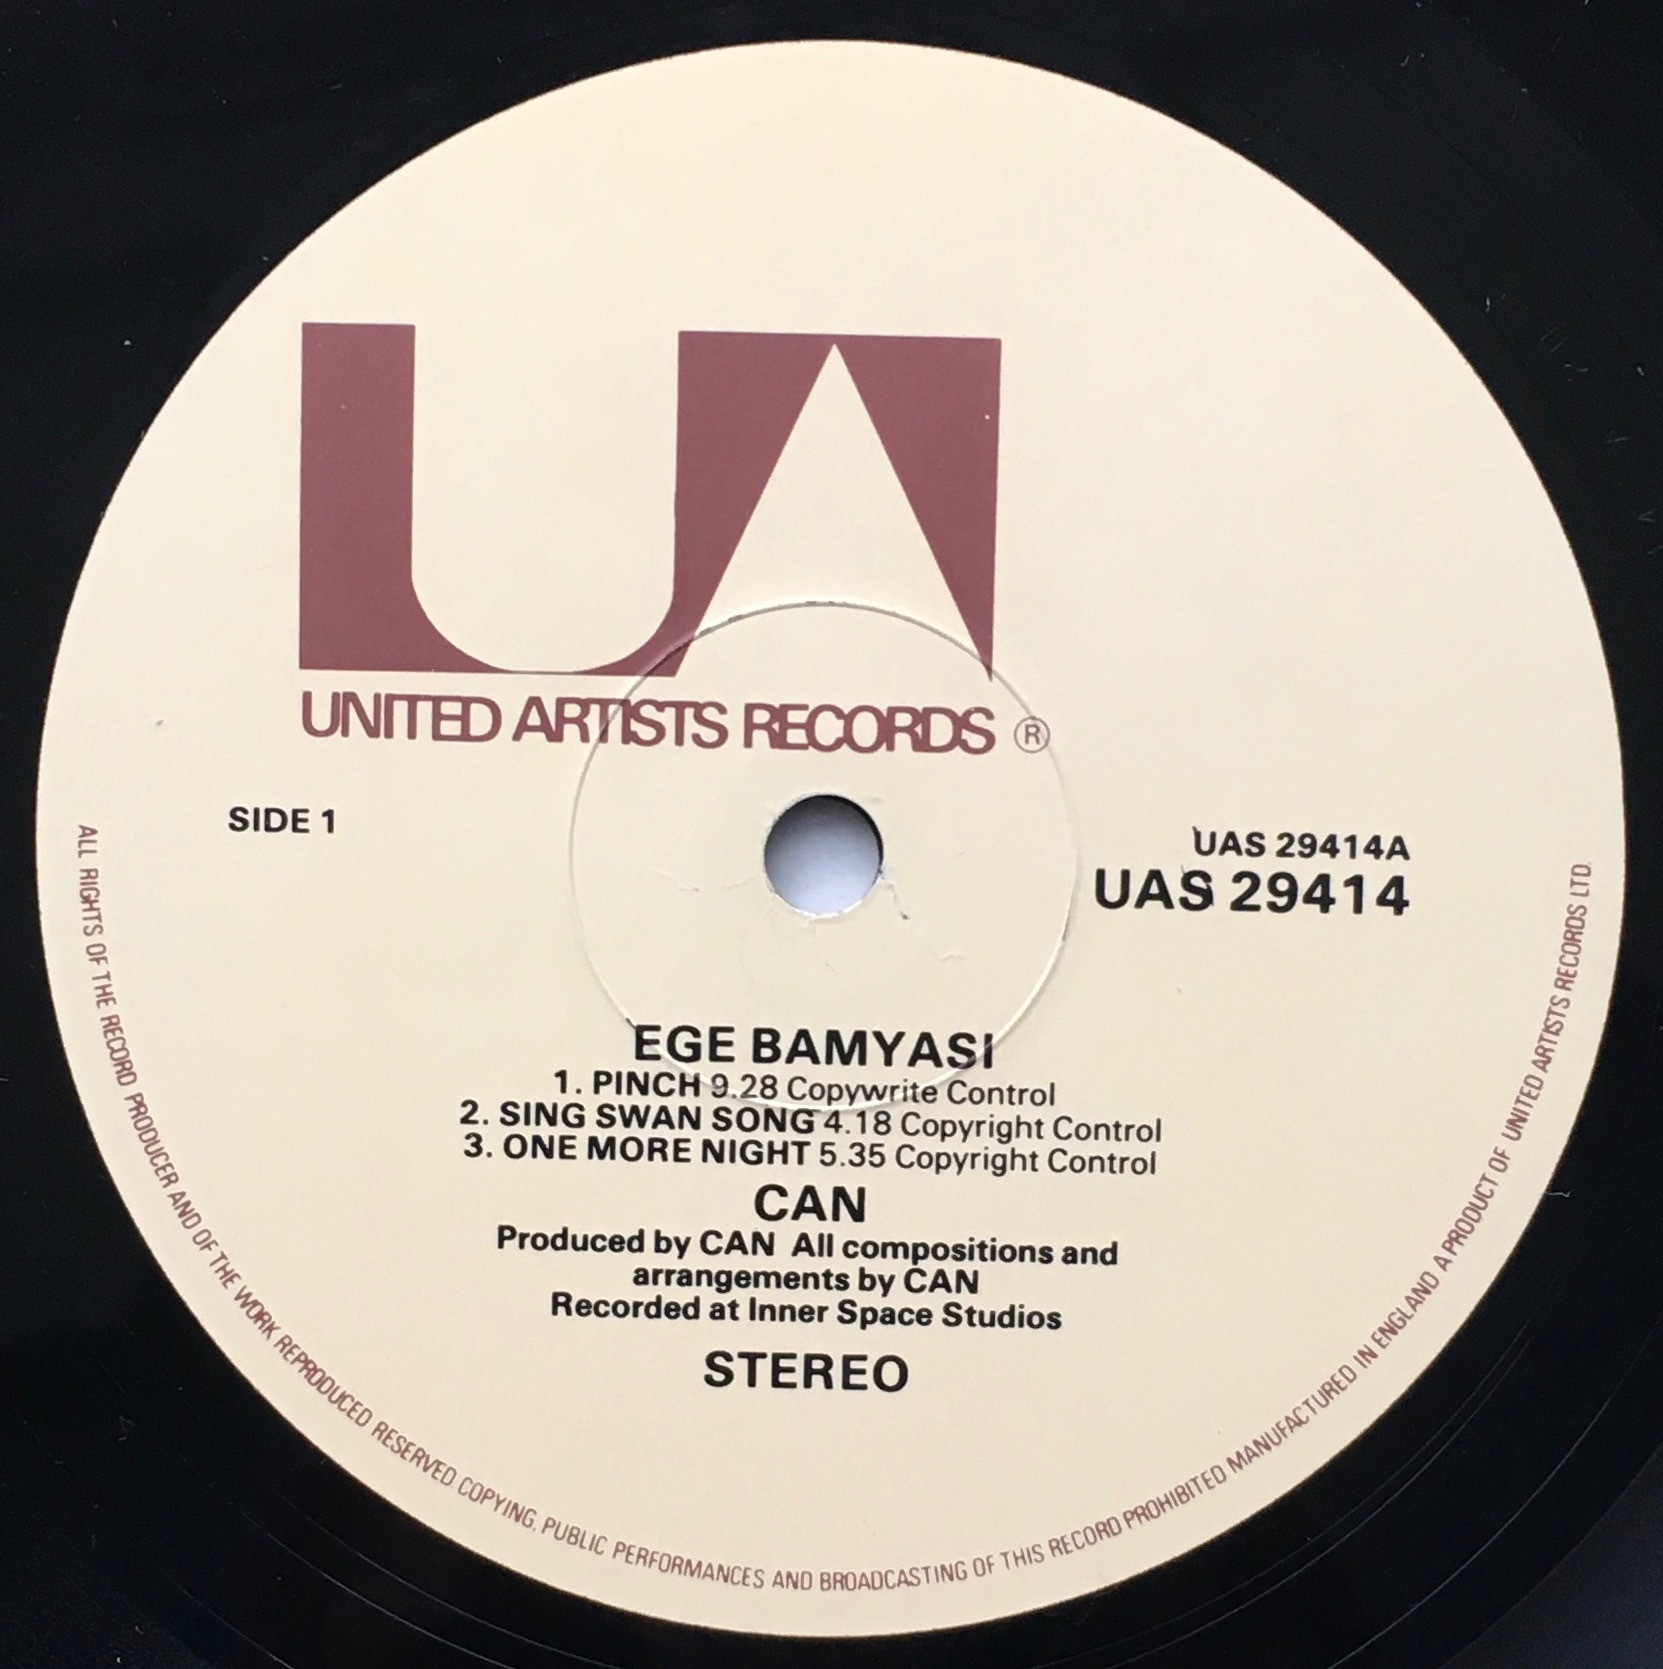 UA
UNITED ARTISTS RECORDS ®
SIDE 1
UAS 29414A
UAS 29414
EGE BAMYASI
1. PINCH 9.28 Copywrite Control
2. SING SWAN SONG 4.18 Copyright Control
3. ONE MORE NIGHT 5.35 Copyright Control
CAN
Produced by CAN All compositions and
arrangements by CAN
Recorded at Inner Space Studios
STEREO
ALL RIGHTS OF THE RECORD PRODUCER AND OF THE WORK REPRODUCED RESERVED COPYING, PUBLIC PERFORMANCES AND BROADCASTING OF THIS RECORD PROHIBITED MANUFACTURED IN ENGLAND A PRODUCT OF UNITED ARTISTS RECORDS LTD.